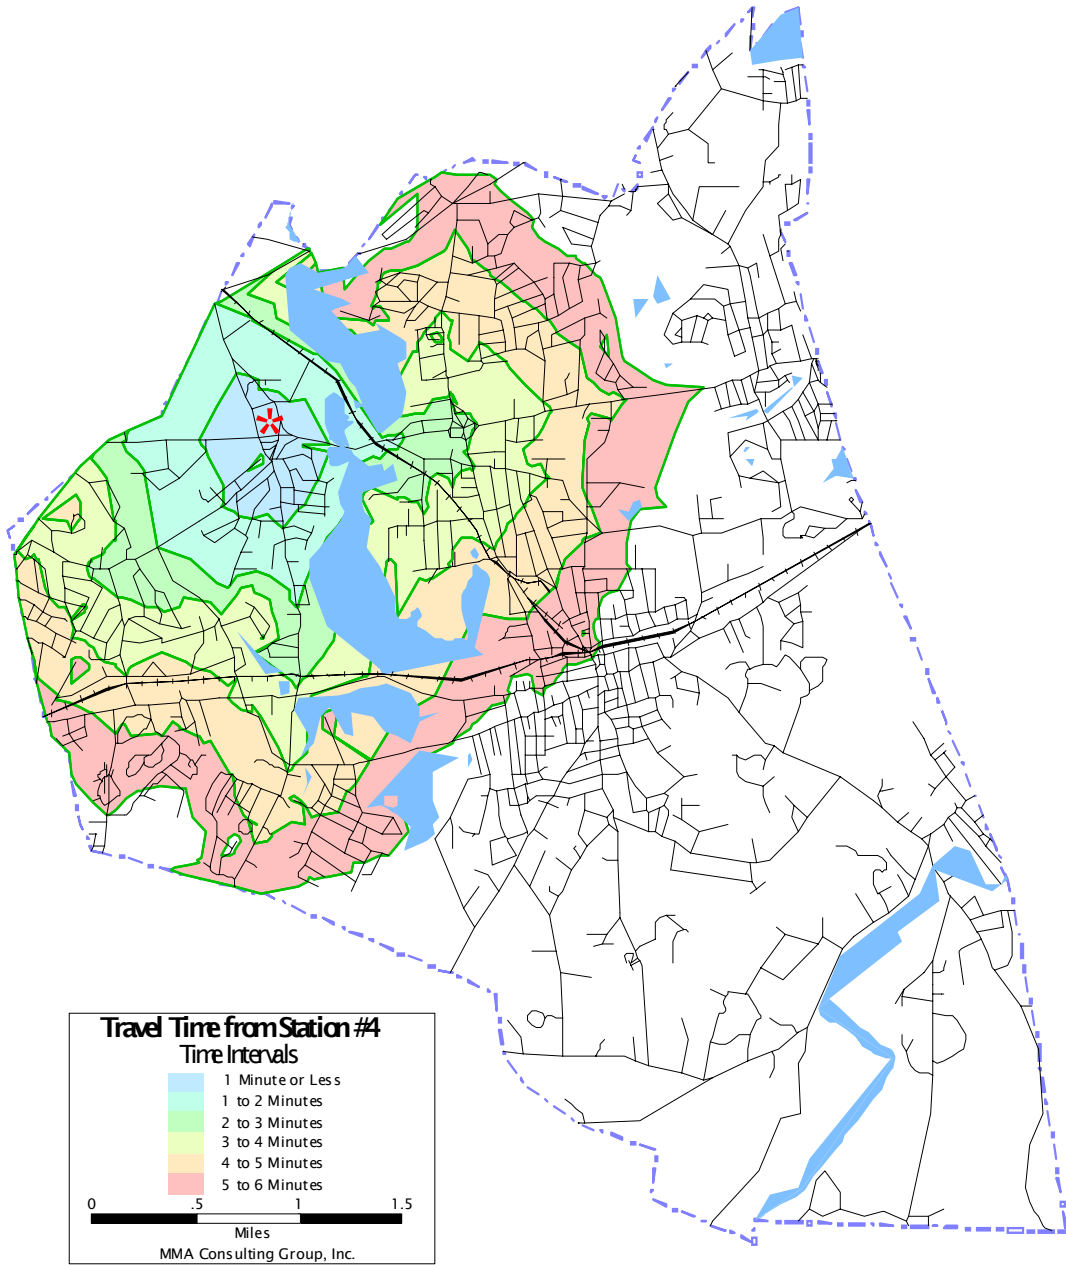 Travel Time from Station #4
Time Intervals
1 Minute or Less
1 to 2 Minutes
2 to 3 Minutes
3 to 4 Minutes
4 to 5 Minutes
5 to 6 Minutes
0 .5 1 1.5
Miles
MMA Consulting Group, Inc.